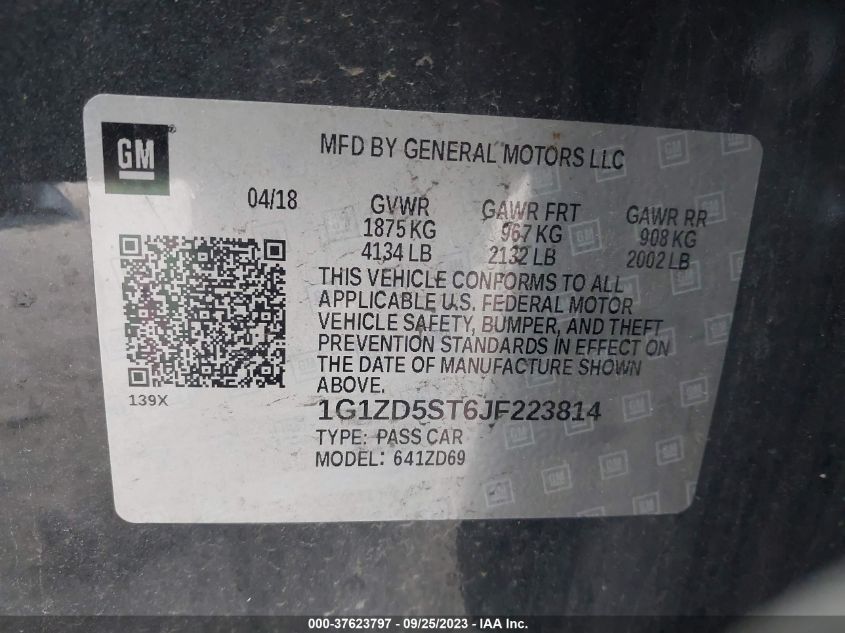 GM
MFD BY GENERAL MOTORS LLC
04/18
GVWR
1875 KG
4134 LB
GAWR FRT
967 KG
2132 LB
GAWR RR
908 KG
2002 LB
THIS VEHICLE CONFORMS TO ALL
APPLICABLE U.S. FEDERAL MOTOR
VEHICLE SAFETY, BUMPER, AND THEFT
PREVENTION STANDARDS IN EFFECT ON
THE DATE OF MANUFACTURE SHOWN
ABOVE.
139X
1G1ZD5ST6JF223814
TYPE: PASS CAR
MODEL: 641ZD69
000-37623797 - 09/25/2023 - IAA, Inc.